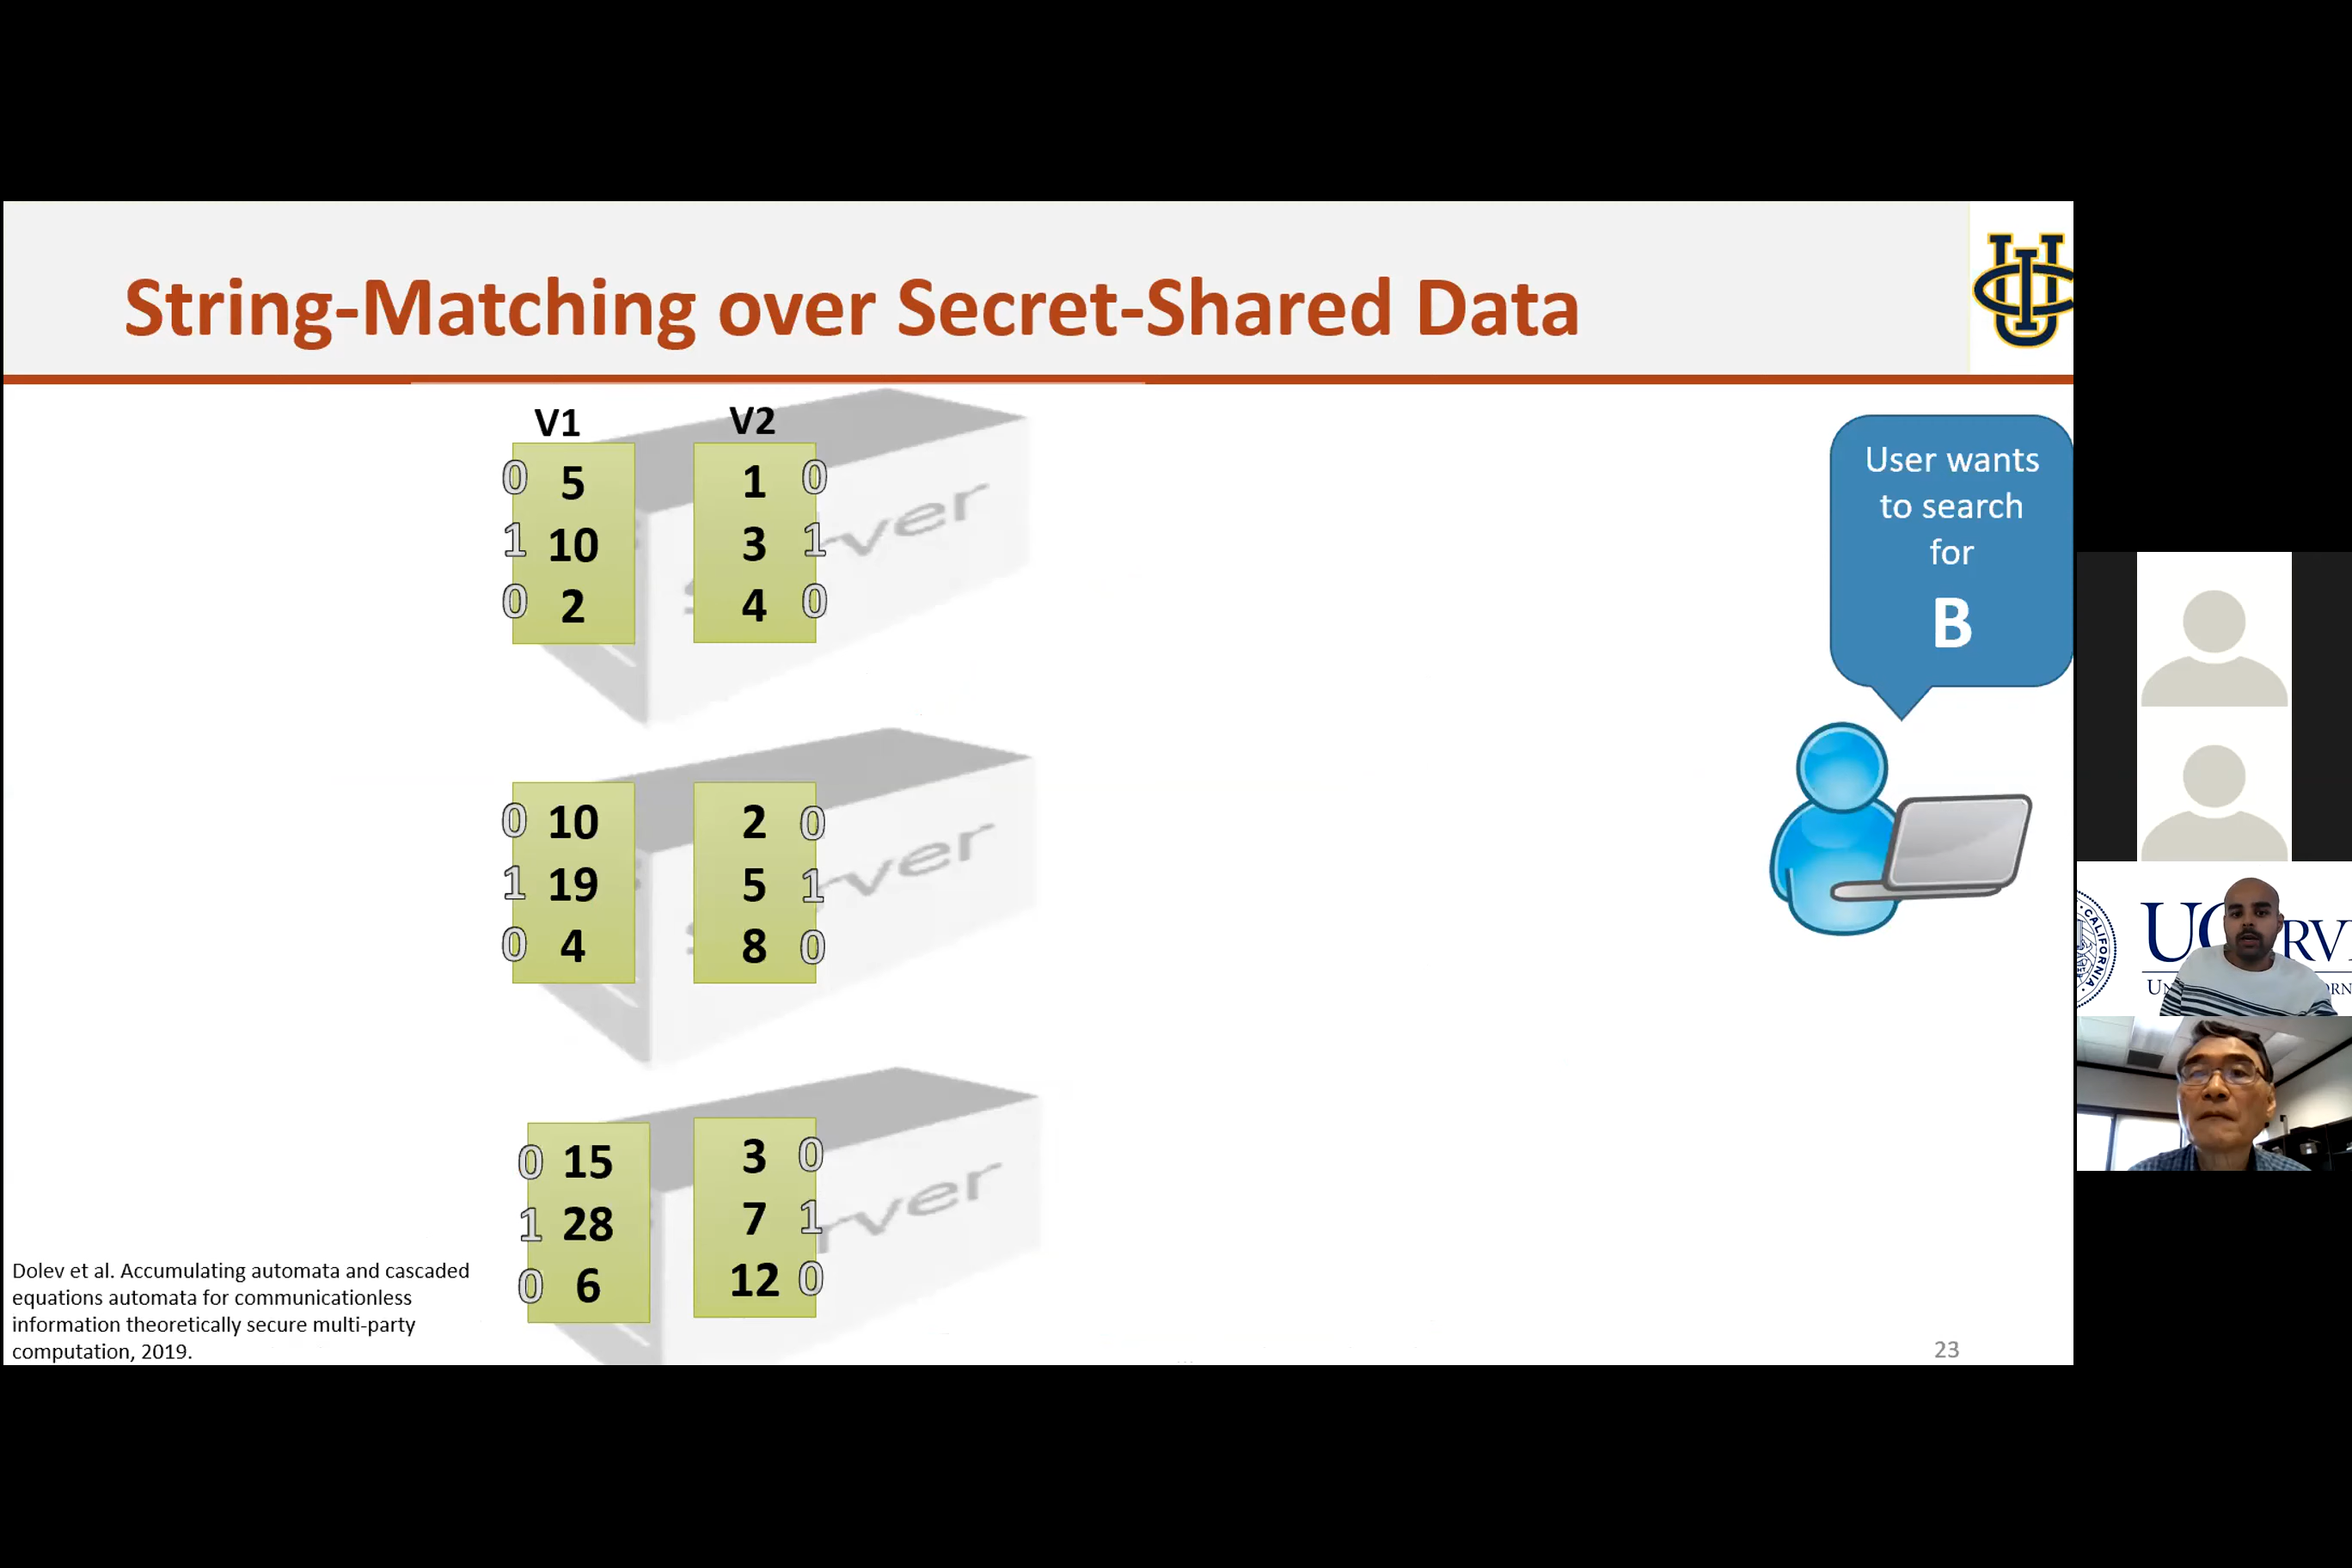 String-Matching over Secret-Shared Data
V1 V2
0 5 1 0
1 10 3 1
0 2 4 0
0 10 2 0
1 19 5 1
0 4 8 0
0 15 3 0
1 28 7 1
0 6 12 0
User wants
to search
for
B
Dolev et al. Accumulating automata and cascaded
equations automata for communicationless
information theoretically secure multi-party
computation, 2019.
23